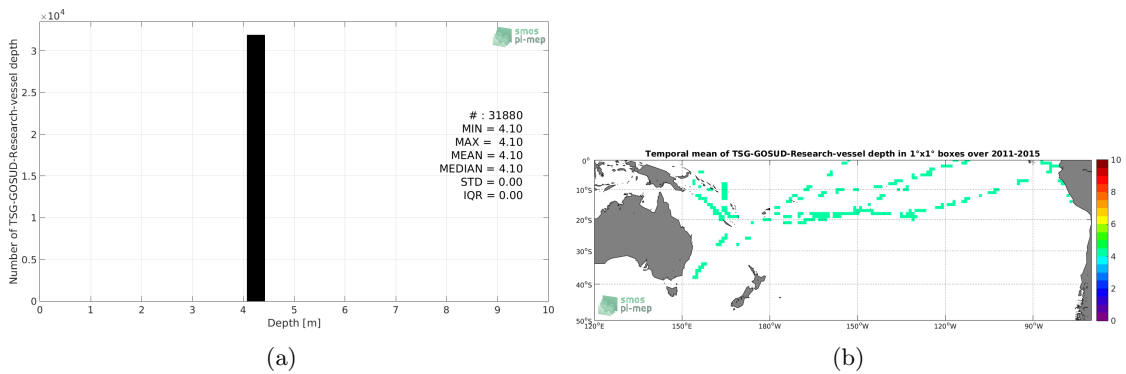 ×10⁴
3
2.5
2
1.5
1
0.5
0
Number of TSG-GOSUD-Research-vessel depth
smos
pi-mep
# : 31880
MIN = 4.10
MAX = 4.10
MEAN = 4.10
MEDIAN = 4.10
STD = 0.00
IQR = 0.00
0 1 2 3 4 5 6 7 8 9 10
Depth [m]
(a)
Temporal mean of TSG-GOSUD-Research-vessel depth in 1°x1° boxes over 2011-2015
0°
10°S
20°S
30°S
40°S
50°S
smos
pi-mep
120°E 150°E 180°W 150°W 120°W 90°W
10
8
6
4
2
0
(b)